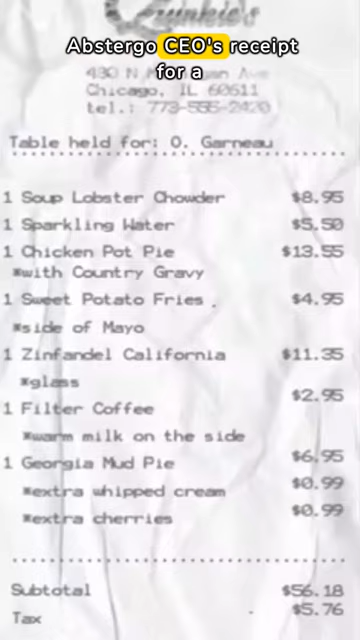 Quinkie's
Abstergo CEO's receipt
for a
430 N Ave
Chicago, IL 60611
tel.: 773-555-2420
Table held for: O. Garneau
1 Soup Lobster Chowder $8.95
1 Sparkling Water $5.50
1 Chicken Pot Pie $13.55
*with Country Gravy
1 Sweet Potato Fries . $4.95
*side of Mayo
1 Zinfandel California $11.35
*glass
1 Filter Coffee $2.95
*warm milk on the side
1 Georgia Mud Pie $6.95
*extra whipped cream $0.99
*extra cherries $0.99
Subtotal $56.18
Tax $5.76